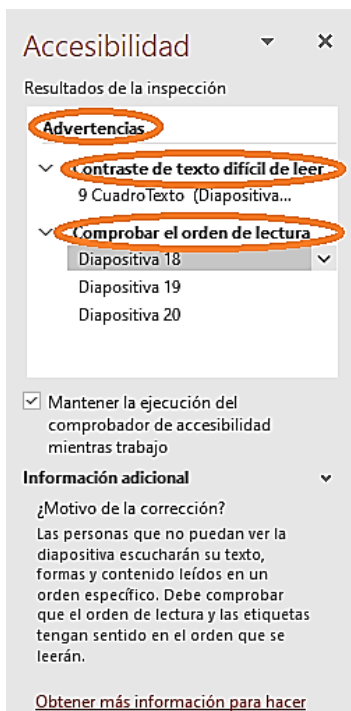 Accesibilidad
Resultados de la inspección
Advertencias
Contraste de texto difícil de leer
9 CuadroTexto (Diapositiva...
Comprobar el orden de lectura
Diapositiva 18
Diapositiva 19
Diapositiva 20
Mantener la ejecución del
comprobador de accesibilidad
mientras trabajo
Información adicional
¿Motivo de la corrección?
Las personas que no puedan ver la
diapositiva escucharán su texto,
formas y contenido leídos en un
orden específico. Debe comprobar
que el orden de lectura y las etiquetas
tengan sentido en el orden que se
leerán.
Obtener más información para hacer